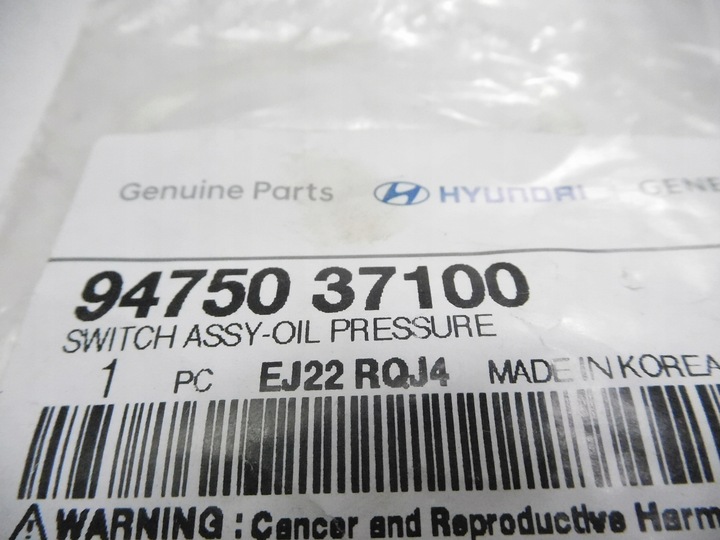 Genuine Parts HYUNDAI GENE
94750 37100
SWITCH ASSY-OIL PRESSURE
1 PC EJ22 RQJ4 MADE IN KOREA
WARNING : Cancer and Reproductive Harm